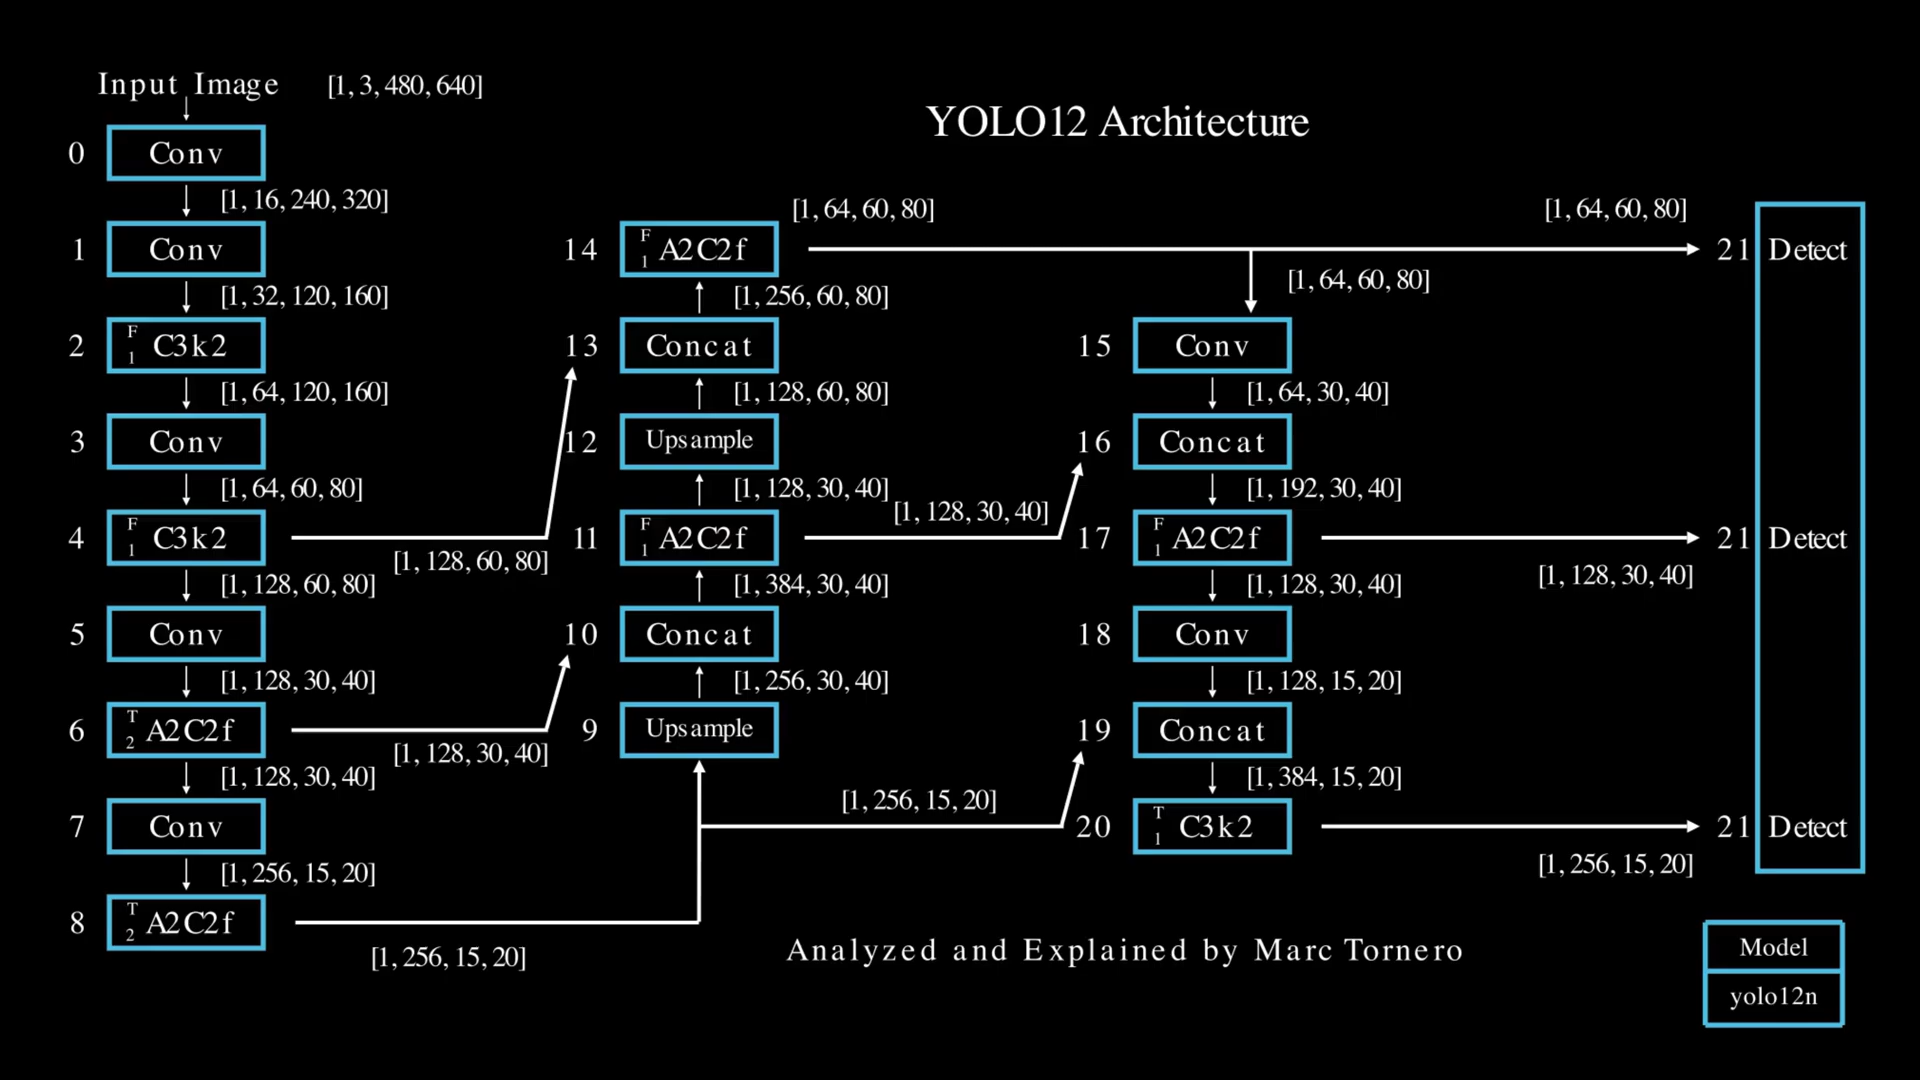 YOLO12 Architecture
Input Image [1, 3, 480, 640]
0 Conv
[1, 16, 240, 320]
1 Conv
[1, 32, 120, 160]
2 F 1 C3k2
[1, 64, 120, 160]
3 Conv
[1, 64, 60, 80]
4 F 1 C3k2
[1, 128, 60, 80]
[1, 128, 60, 80]
5 Conv
[1, 128, 30, 40]
6 T 2 A2C2f
[1, 128, 30, 40]
[1, 128, 30, 40]
7 Conv
[1, 256, 15, 20]
8 T 2 A2C2f
[1, 256, 15, 20]
[1, 64, 60, 80]
14 F 1 A2C2f
[1, 256, 60, 80]
13 Concat
[1, 128, 60, 80]
12 Upsample
[1, 128, 30, 40]
[1, 128, 30, 40]
11 F 1 A2C2f
[1, 384, 30, 40]
10 Concat
[1, 256, 30, 40]
9 Upsample
[1, 256, 15, 20]
[1, 64, 60, 80]
15 Conv
[1, 64, 30, 40]
16 Concat
[1, 192, 30, 40]
17 F 1 A2C2f
[1, 128, 30, 40]
18 Conv
[1, 128, 15, 20]
19 Concat
[1, 384, 15, 20]
20 T 1 C3k2
[1, 64, 60, 80]
21 Detect
21 Detect
[1, 128, 30, 40]
21 Detect
[1, 256, 15, 20]
Analyzed and Explained by Marc Tornero
Model
yolo12n